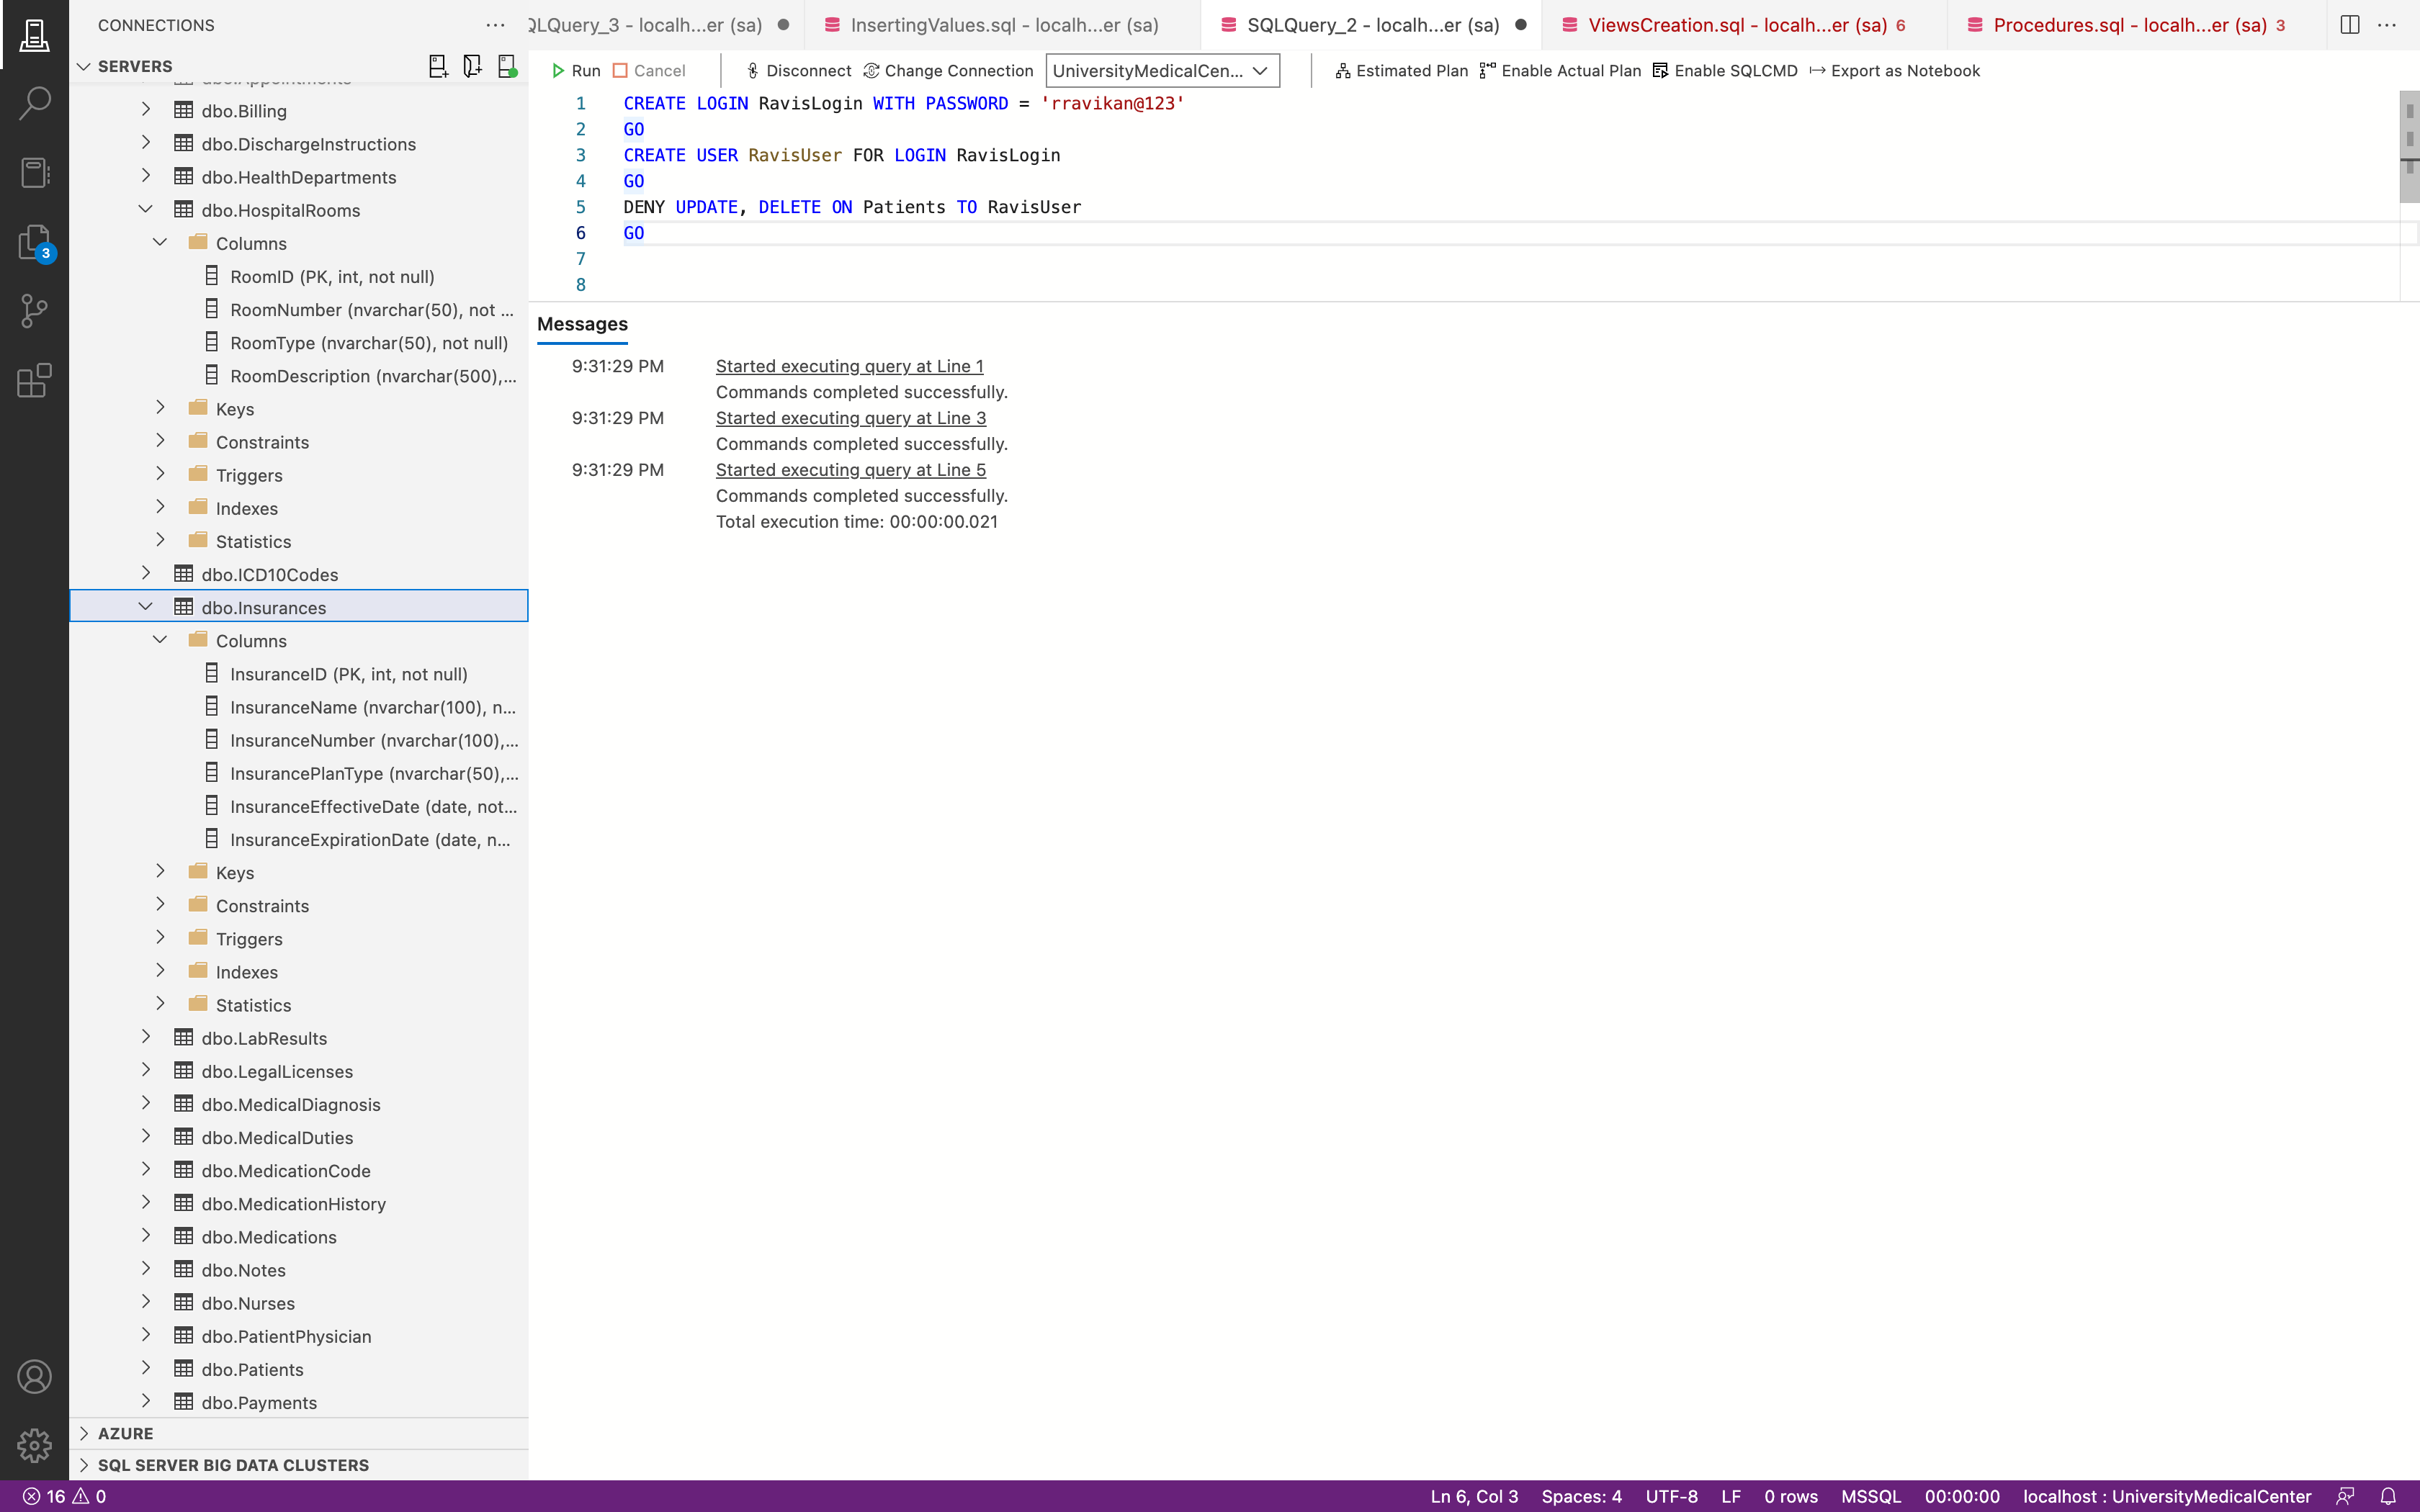 CONNECTIONS
SERVERS
dbo.Appointments
dbo.Billing
dbo.DischargeInstructions
dbo.HealthDepartments
dbo.HospitalRooms
Columns
RoomID (PK, int, not null)
RoomNumber (nvarchar(50), not ...
RoomType (nvarchar(50), not null)
RoomDescription (nvarchar(500),...
Keys
Constraints
Triggers
Indexes
Statistics
dbo.ICD10Codes
dbo.Insurances
Columns
InsuranceID (PK, int, not null)
InsuranceName (nvarchar(100), n...
InsuranceNumber (nvarchar(100),...
InsurancePlanType (nvarchar(50),...
InsuranceEffectiveDate (date, not...
InsuranceExpirationDate (date, n...
Keys
Constraints
Triggers
Indexes
Statistics
dbo.LabResults
dbo.LegalLicenses
dbo.MedicalDiagnosis
dbo.MedicalDuties
dbo.MedicationCode
dbo.MedicationHistory
dbo.Medications
dbo.Notes
dbo.Nurses
dbo.PatientPhysician
dbo.Patients
dbo.Payments
AZURE
SQL SERVER BIG DATA CLUSTERS
3
QLQuery_3 - localh...er (sa)
InsertingValues.sql - localh...er (sa)
SQLQuery_2 - localh...er (sa)
ViewsCreation.sql - localh...er (sa) 6
Procedures.sql - localh...er (sa) 3
Run Cancel Disconnect Change Connection UniversityMedicalCen... Estimated Plan Enable Actual Plan Enable SQLCMD Export as Notebook
1 CREATE LOGIN RavisLogin WITH PASSWORD = 'rravikan@123'
2 GO
3 CREATE USER RavisUser FOR LOGIN RavisLogin
4 GO
5 DENY UPDATE, DELETE ON Patients TO RavisUser
6 GO
7
8
Messages
9:31:29 PM Started executing query at Line 1
Commands completed successfully.
9:31:29 PM Started executing query at Line 3
Commands completed successfully.
9:31:29 PM Started executing query at Line 5
Commands completed successfully.
Total execution time: 00:00:00.021
16 0 Ln 6, Col 3 Spaces: 4 UTF-8 LF 0 rows MSSQL 00:00:00 localhost : UniversityMedicalCenter